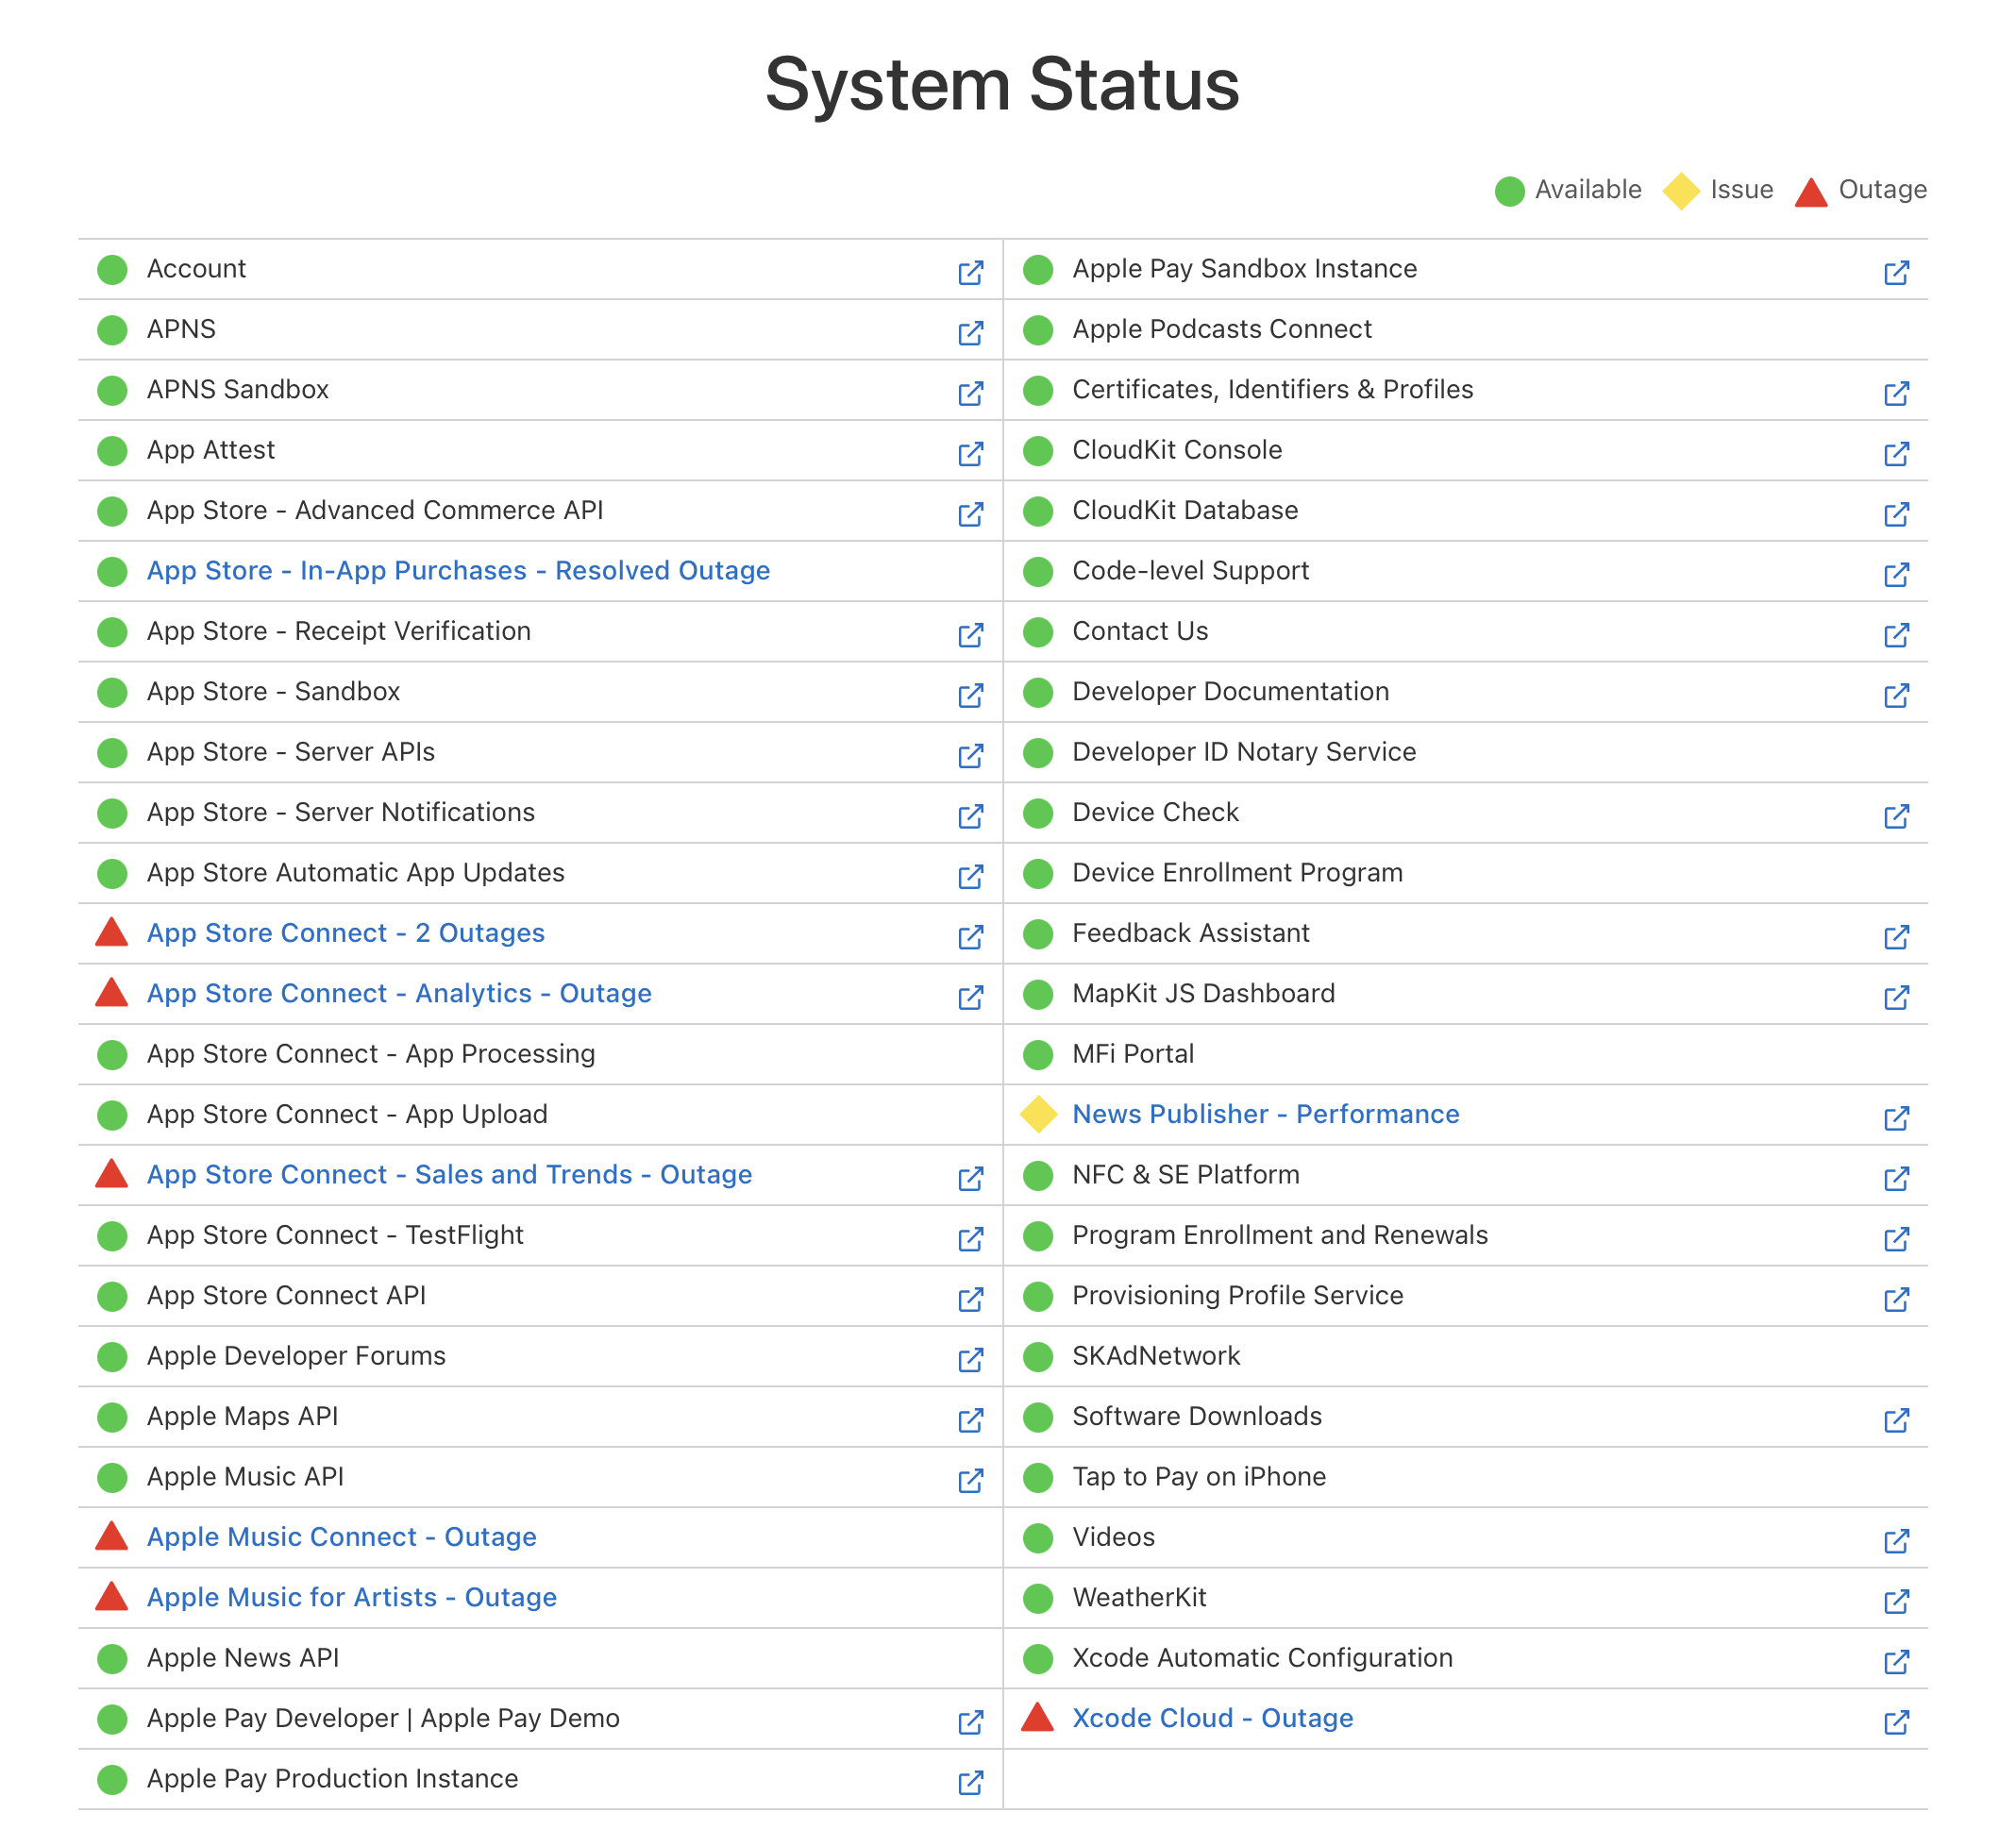 System Status
Available Issue Outage
Account
APNS
APNS Sandbox
App Attest
App Store - Advanced Commerce API
App Store - In-App Purchases - Resolved Outage
App Store - Receipt Verification
App Store - Sandbox
App Store - Server APIs
App Store - Server Notifications
App Store Automatic App Updates
App Store Connect - 2 Outages
App Store Connect - Analytics - Outage
App Store Connect - App Processing
App Store Connect - App Upload
App Store Connect - Sales and Trends - Outage
App Store Connect - TestFlight
App Store Connect API
Apple Developer Forums
Apple Maps API
Apple Music API
Apple Music Connect - Outage
Apple Music for Artists - Outage
Apple News API
Apple Pay Developer | Apple Pay Demo
Apple Pay Production Instance
Apple Pay Sandbox Instance
Apple Podcasts Connect
Certificates, Identifiers & Profiles
CloudKit Console
CloudKit Database
Code-level Support
Contact Us
Developer Documentation
Developer ID Notary Service
Device Check
Device Enrollment Program
Feedback Assistant
MapKit JS Dashboard
MFi Portal
News Publisher - Performance
NFC & SE Platform
Program Enrollment and Renewals
Provisioning Profile Service
SKAdNetwork
Software Downloads
Tap to Pay on iPhone
Videos
WeatherKit
Xcode Automatic Configuration
Xcode Cloud - Outage